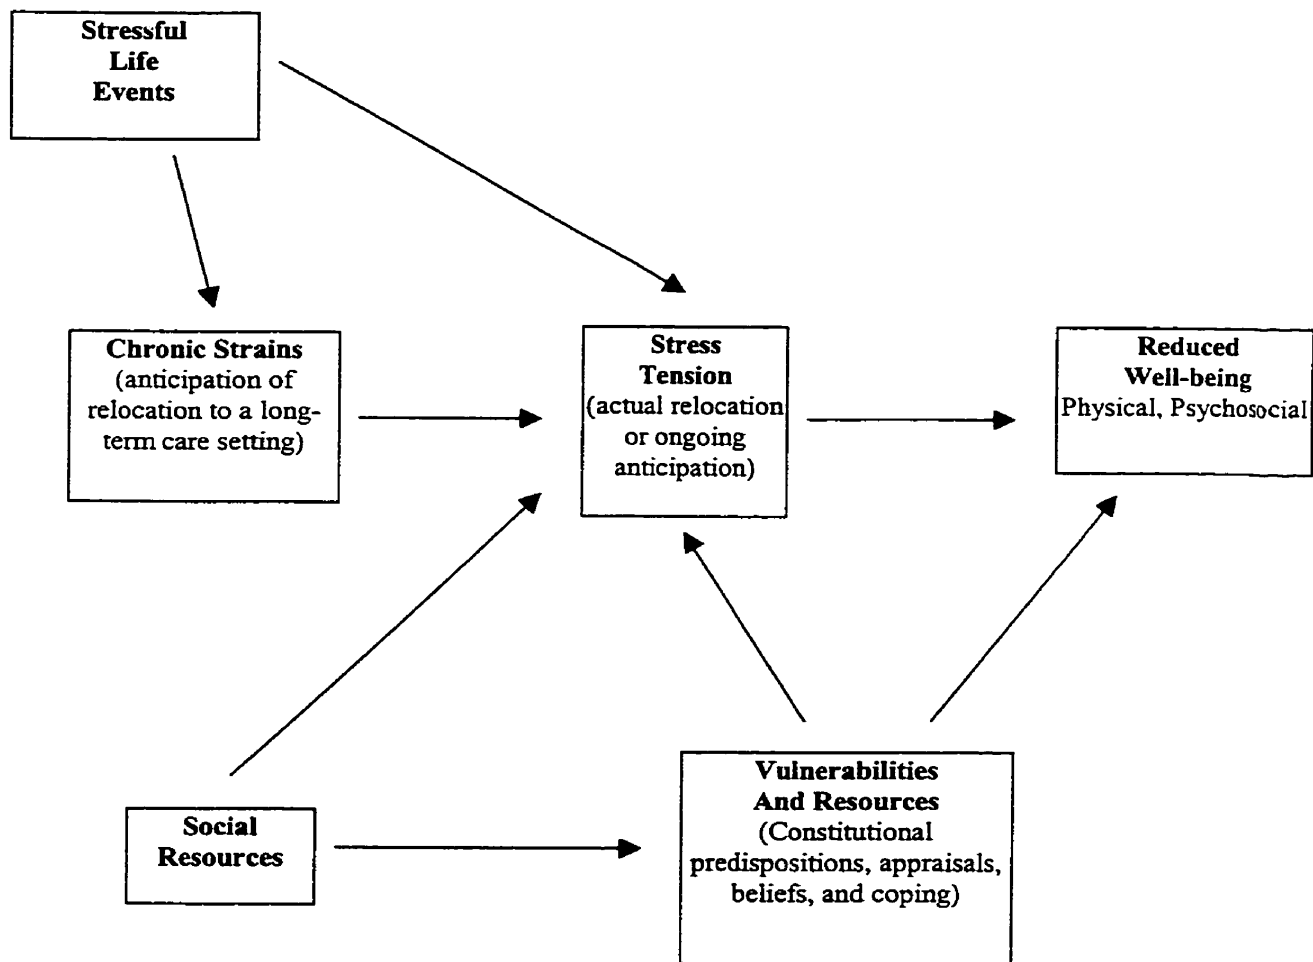 Stressful
Life
Events
Chronic Strains
(anticipation of
relocation to a long-
term care setting)
Stress
Tension
(actual relocation
or ongoing
anticipation)
Reduced
Well-being
Physical, Psychosocial
Social
Resources
Vulnerabilities
And Resources
(Constitutional
predispositions, appraisals,
beliefs, and coping)